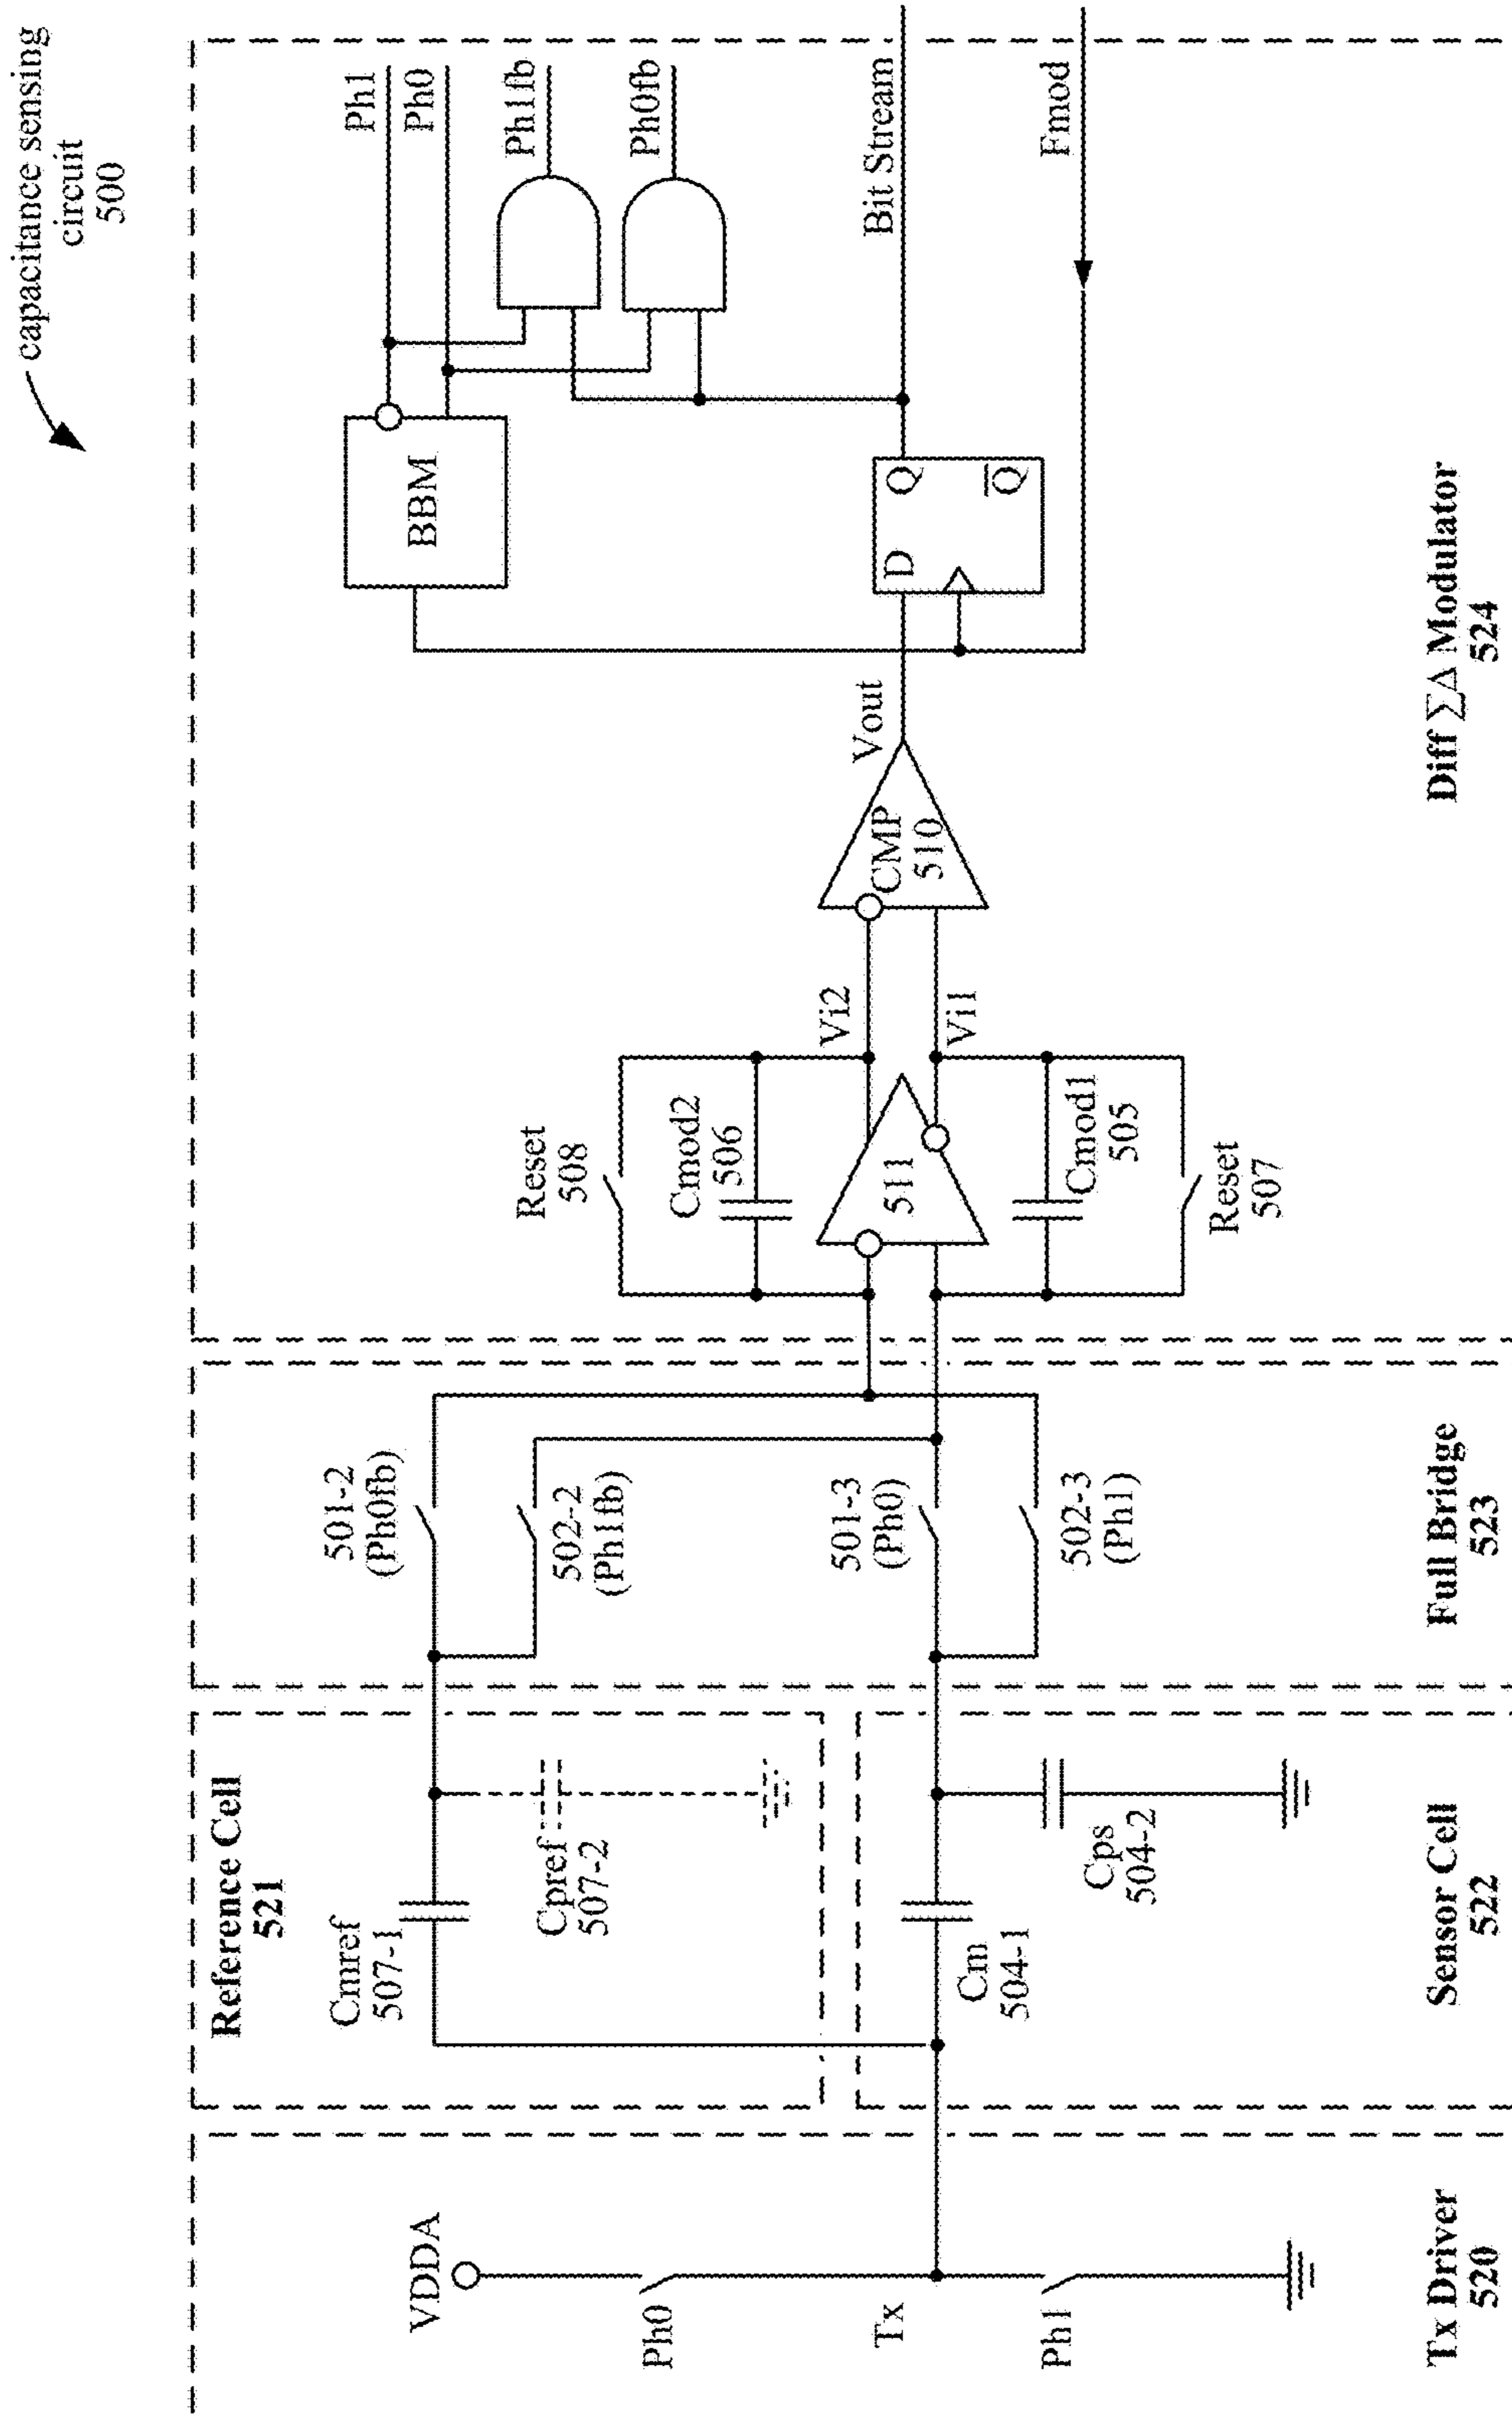 capacitance sensing
circuit
500
Tx Driver
520
VDDA
Ph0
Tx
Ph1
Reference Cell
521
Cmref
507-1
Cpref
507-2
Sensor Cell
522
Cm
504-1
Cps
504-2
Full Bridge
523
501-2
(Ph0fb)
502-2
(Ph1fb)
501-3
(Ph0)
502-3
(Ph1)
Diff ∑Δ Modulator
524
Reset
508
Cmod2
506
511
Cmod1
505
Reset
507
Vi2
Vi1
CMP
510
Vout
BBM
D
Q
Q̅
Ph1
Ph0
Ph1fb
Ph0fb
Bit Stream
Fmod